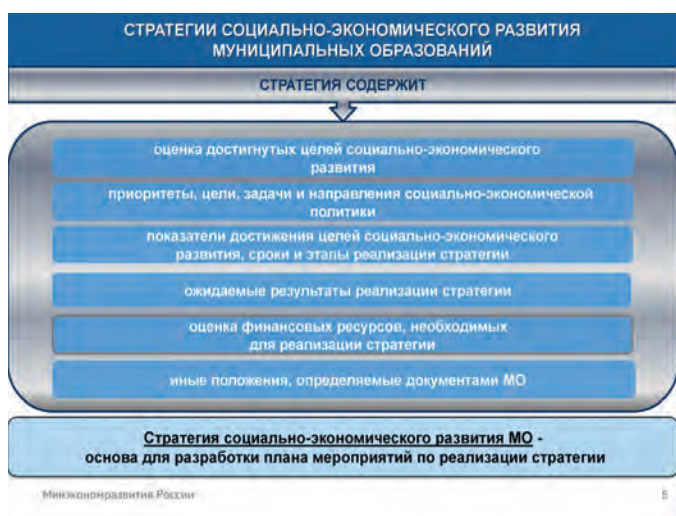 СТРАТЕГИИ СОЦИАЛЬНО-ЭКОНОМИЧЕСКОГО РАЗВИТИЯ
МУНИЦИПАЛЬНЫХ ОБРАЗОВАНИЙ
СТРАТЕГИЯ СОДЕРЖИТ
оценка достигнутых целей социально-экономического
развития
приоритеты, цели, задачи и направления социально-экономической
политики
показатели достижения целей социально-экономического
развития, сроки и этапы реализации стратегии
ожидаемые результаты реализации стратегии
оценка финансовых ресурсов, необходимых
для реализации стратегии
иные положения, определяемые документами МО
Стратегия социально-экономического развития МО -
основа для разработки плана мероприятий по реализации стратегии
Минэкономразвития России